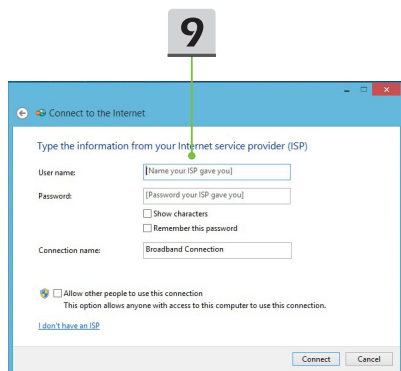 9
Connect to the Internet
Type the information from your Internet service provider (ISP)
User name: [Name your ISP gave you]
Password: [Password your ISP gave you]
Show characters
Remember this password
Connection name: Broadband Connection
Allow other people to use this connection
This option allows anyone with access to this computer to use this connection.
I don't have an ISP
Connect Cancel